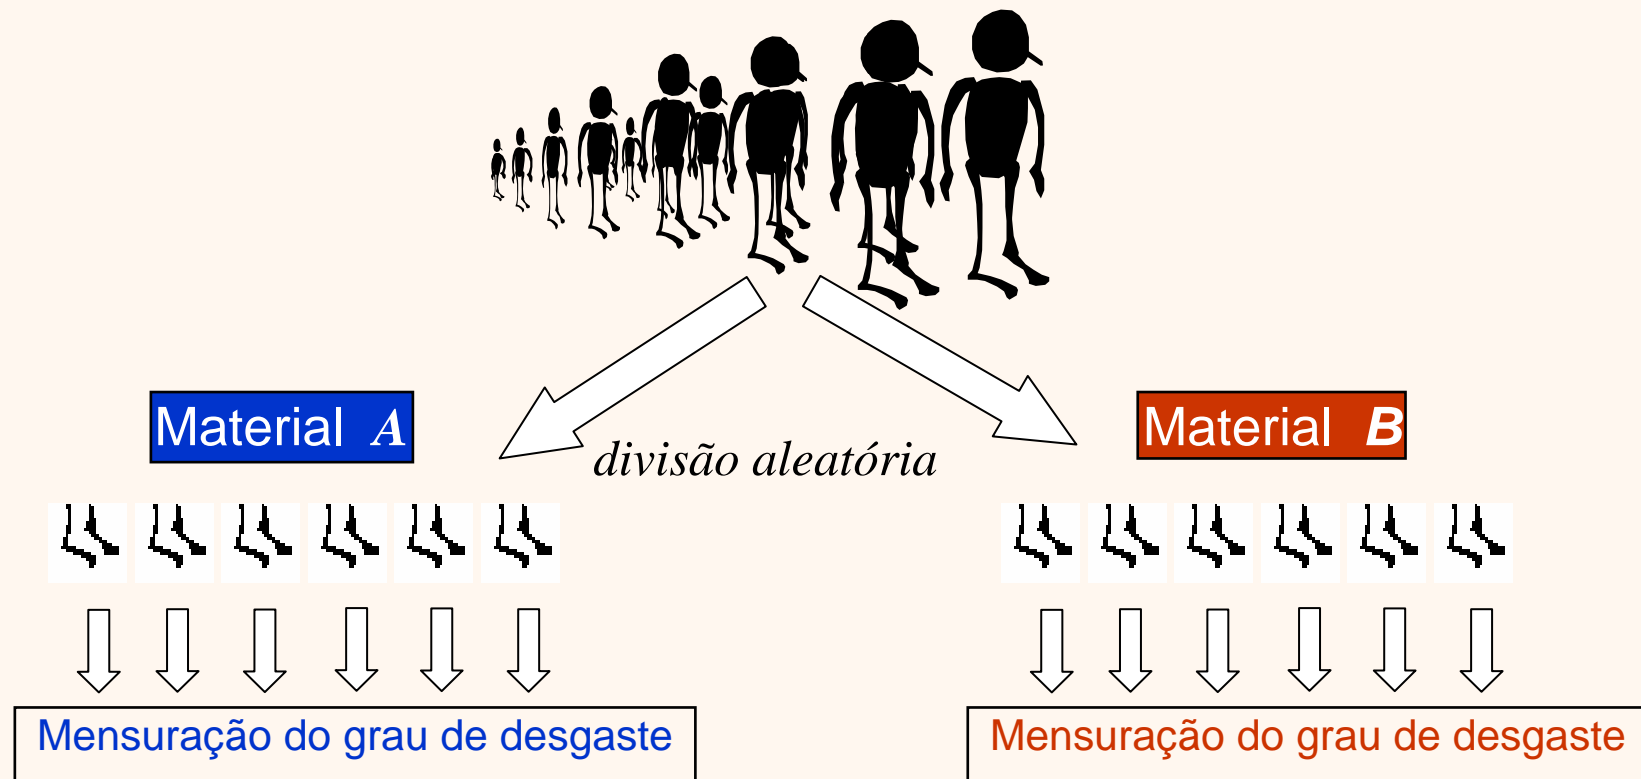 Material A
Material B
divisão aleatória
Mensuração do grau de desgaste
Mensuração do grau de desgaste